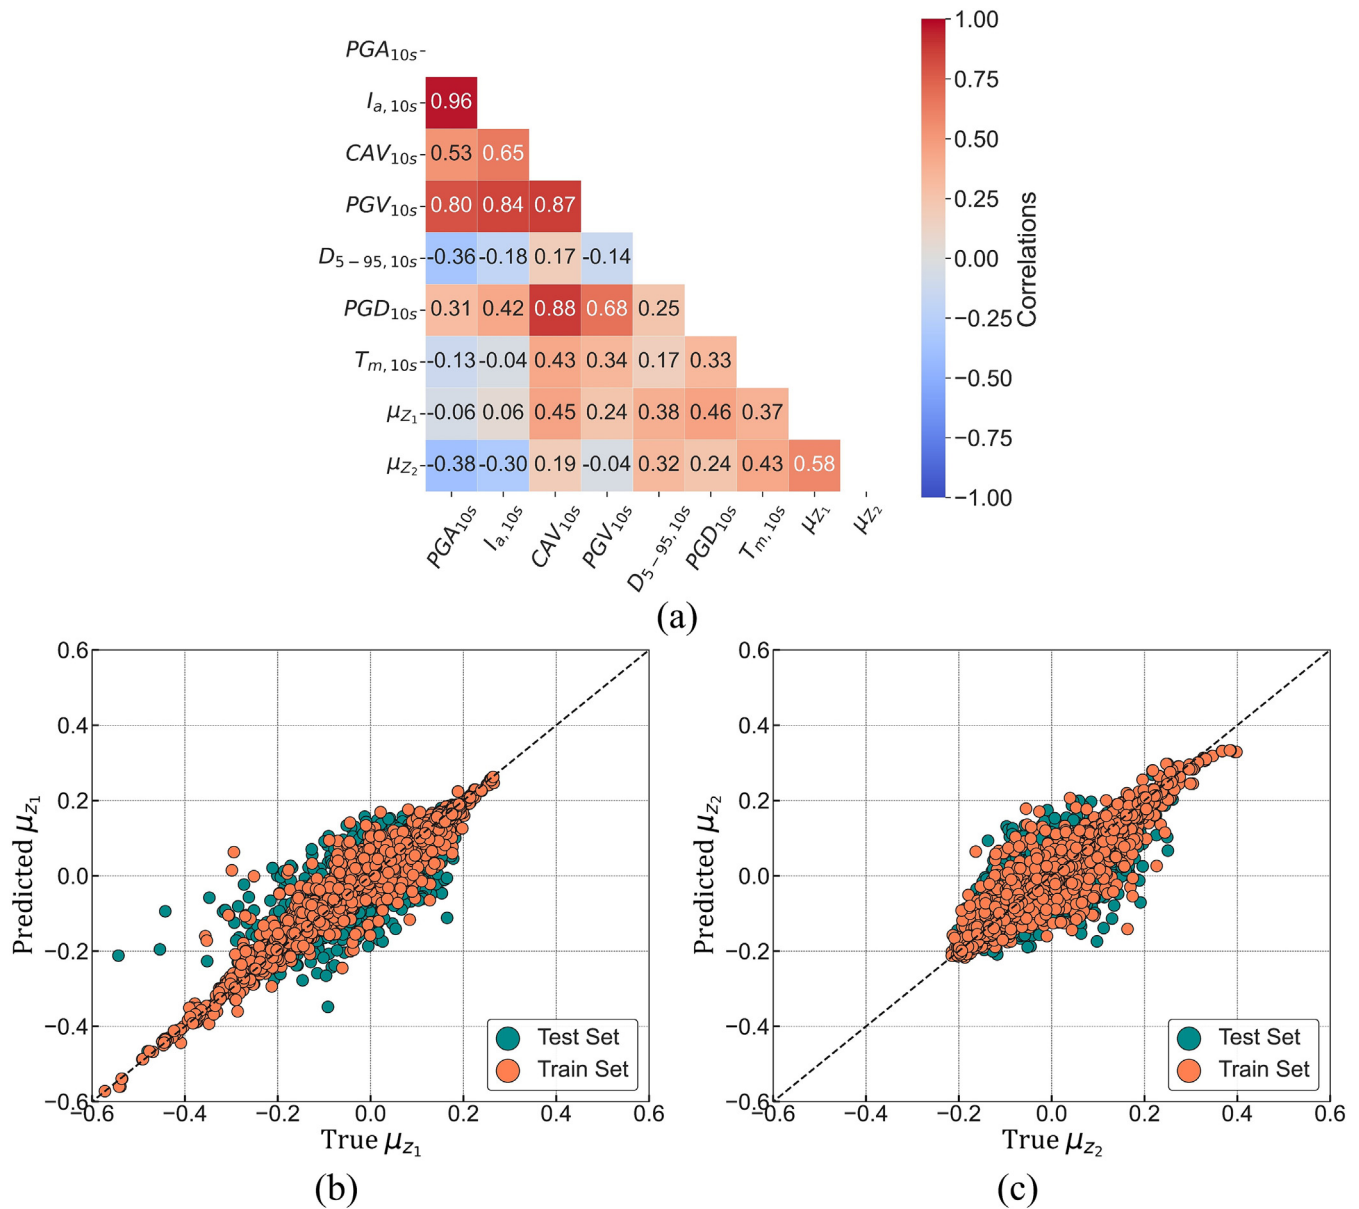 PGA10s
Ia, 10s
0.96
CAV10s
0.53 0.65
PGV10s
0.80 0.84 0.87
D5 − 95, 10s
-0.36 -0.18 0.17 -0.14
PGD10s
0.31 0.42 0.88 0.68 0.25
Tm, 10s
-0.13 -0.04 0.43 0.34 0.17 0.33
μZ1
-0.06 0.06 0.45 0.24 0.38 0.46 0.37
μZ2
-0.38 -0.30 0.19 -0.04 0.32 0.24 0.43 0.58
PGA10s Ia, 10s CAV10s PGV10s D5 − 95, 10s PGD10s Tm, 10s μZ1 μZ2
1.00
0.75
0.50
0.25
0.00
−0.25
−0.50
−0.75
−1.00
Correlations
(a)
0.6
0.4
0.2
0.0
−0.2
−0.4
−0.6
Predicted μz1
−0.6 −0.4 −0.2 0.0 0.2 0.4 0.6
True μz1
Test Set
Train Set
(b)
0.6
0.4
0.2
0.0
−0.2
−0.4
−0.6
Predicted μz2
−0.6 −0.4 −0.2 0.0 0.2 0.4 0.6
True μz2
Test Set
Train Set
(c)